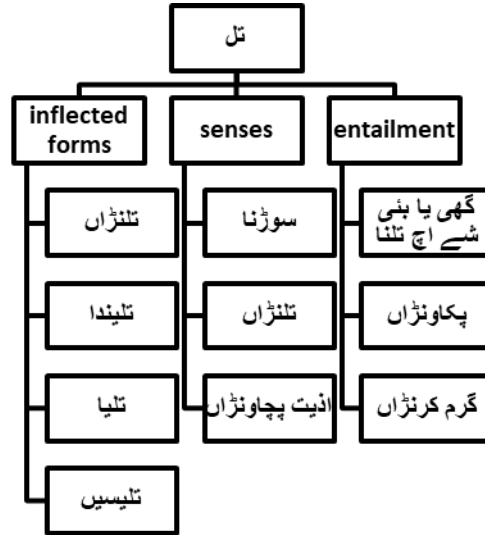 تل
inflected
forms
senses
entailment
تلنڑاں
سوڑنا
گھی یا بئی
شے اچ تلنا
تلیندا
تلنڑاں
پکاونڑاں
تلیا
اذیت پچاونڑاں
گرم کرنڑاں
تلیسیں